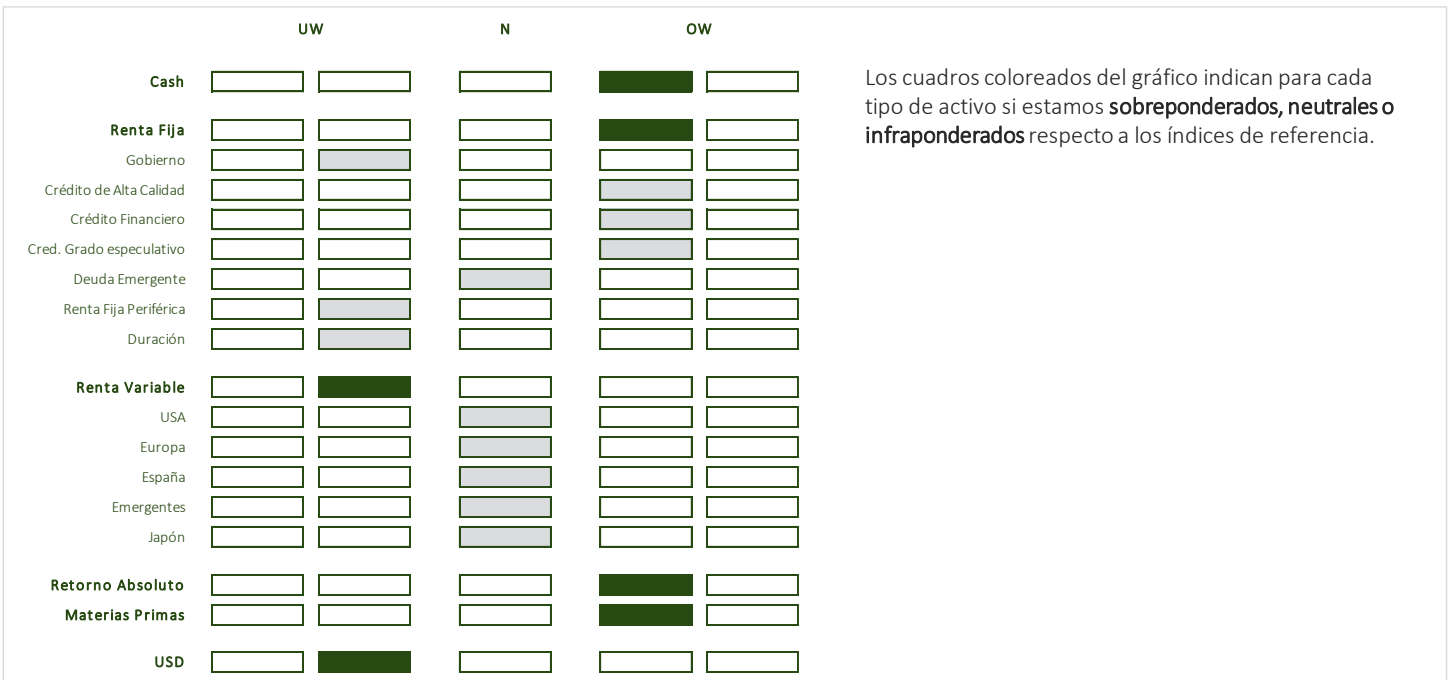 UW N OW
Cash
Renta Fija
Gobierno
Crédito de Alta Calidad
Crédito Financiero
Cred. Grado especulativo
Deuda Emergente
Renta Fija Periférica
Duración
Renta Variable
USA
Europa
España
Emergentes
Japón
Retorno Absoluto
Materias Primas
USD
Los cuadros coloreados del gráfico indican para cada
tipo de activo si estamos sobreponderados, neutrales o
infraponderados respecto a los índices de referencia.